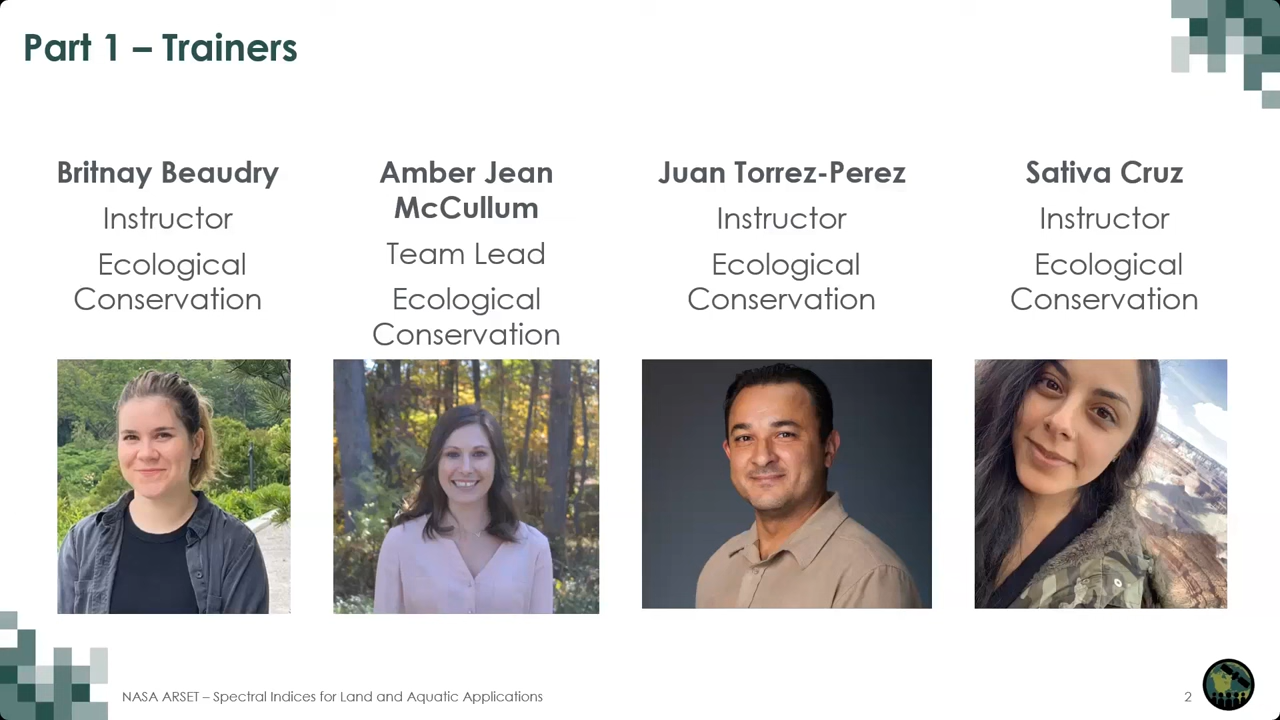 Part 1 – Trainers
Britnay Beaudry
Instructor
Ecological
Conservation
Amber Jean
McCullum
Team Lead
Ecological
Conservation
Juan Torrez-Perez
Instructor
Ecological
Conservation
Sativa Cruz
Instructor
Ecological
Conservation
NASA ARSET – Spectral Indices for Land and Aquatic Applications
2